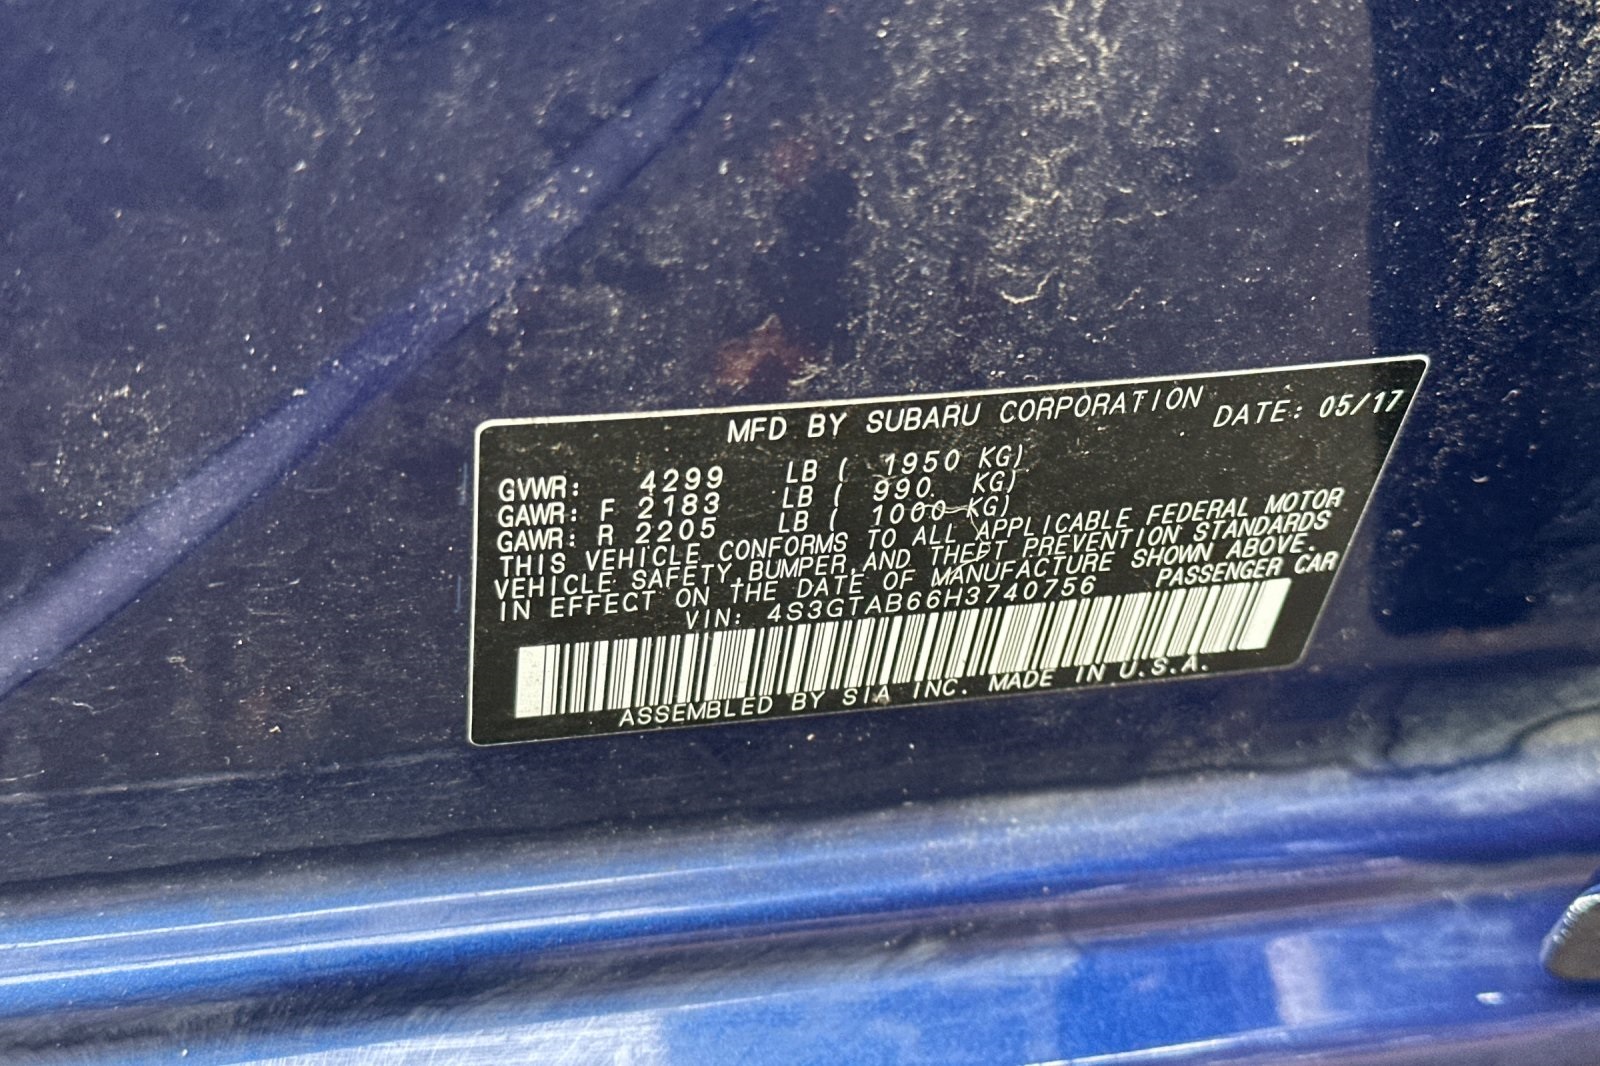 MFD BY SUBARU CORPORATION DATE: 05/17
GVWR: 4299 LB ( 1950 KG)
GAWR: F 2183 LB ( 990 KG)
GAWR: R 2205 LB ( 1000 KG)
THIS VEHICLE CONFORMS TO ALL APPLICABLE FEDERAL MOTOR
VEHICLE SAFETY, BUMPER, AND THEFT PREVENTION STANDARDS
IN EFFECT ON THE DATE OF MANUFACTURE SHOWN ABOVE.
VIN: 4S3GTAB66H3740756 PASSENGER CAR
ASSEMBLED BY SIA INC. MADE IN U.S.A.